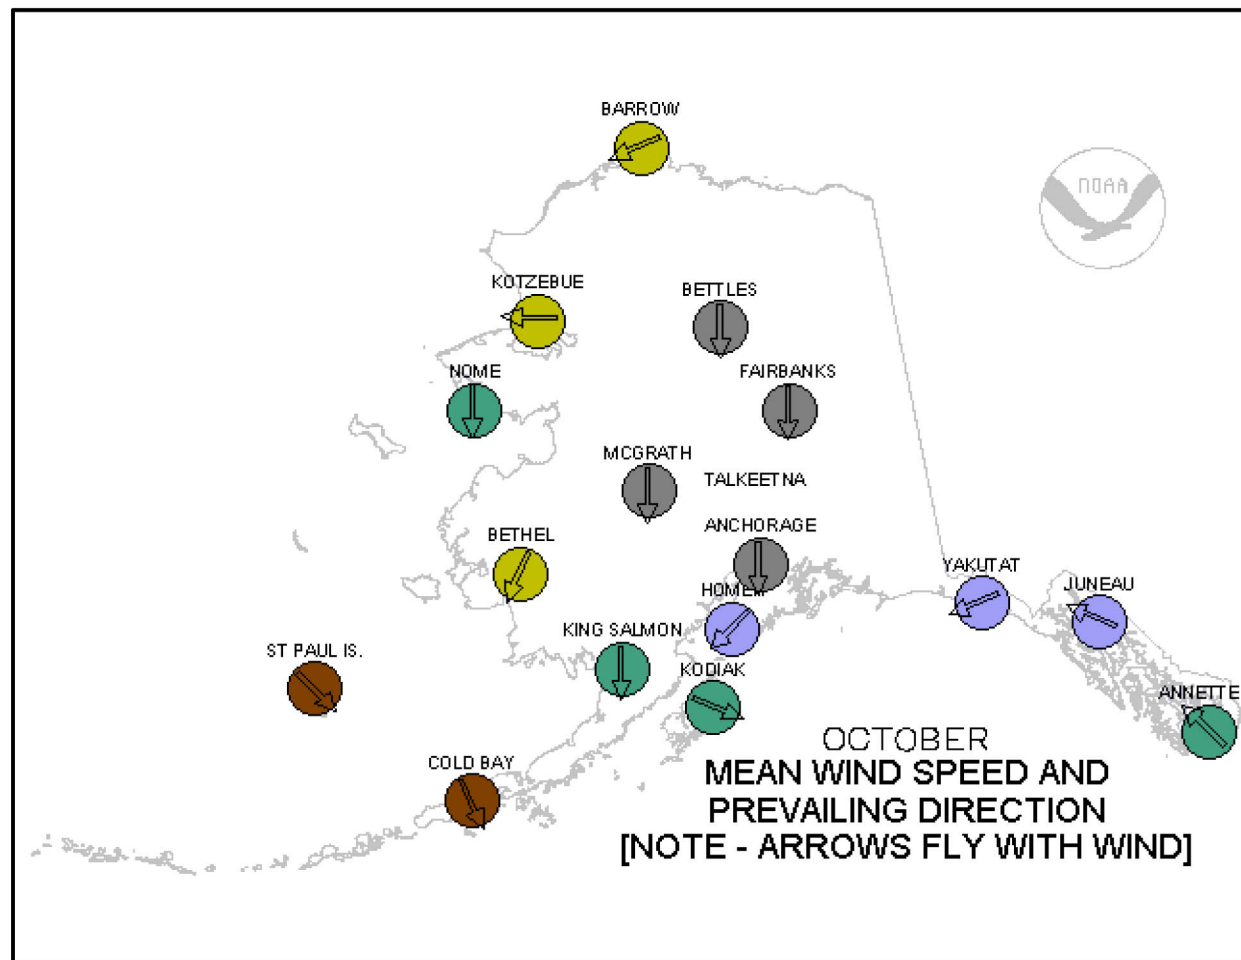 BARROW
NOAA
KOTZEBUE
BETTLES
NOME
FAIRBANKS
MCGRATH
TALKEETNA
ANCHORAGE
BETHEL
YAKUTAT
JUNEAU
KING SALMON
ST PAUL IS.
KODIAK
ANNETTE
OCTOBER
COLD BAY
MEAN WIND SPEED AND
PREVAILING DIRECTION
[NOTE - ARROWS FLY WITH WIND]